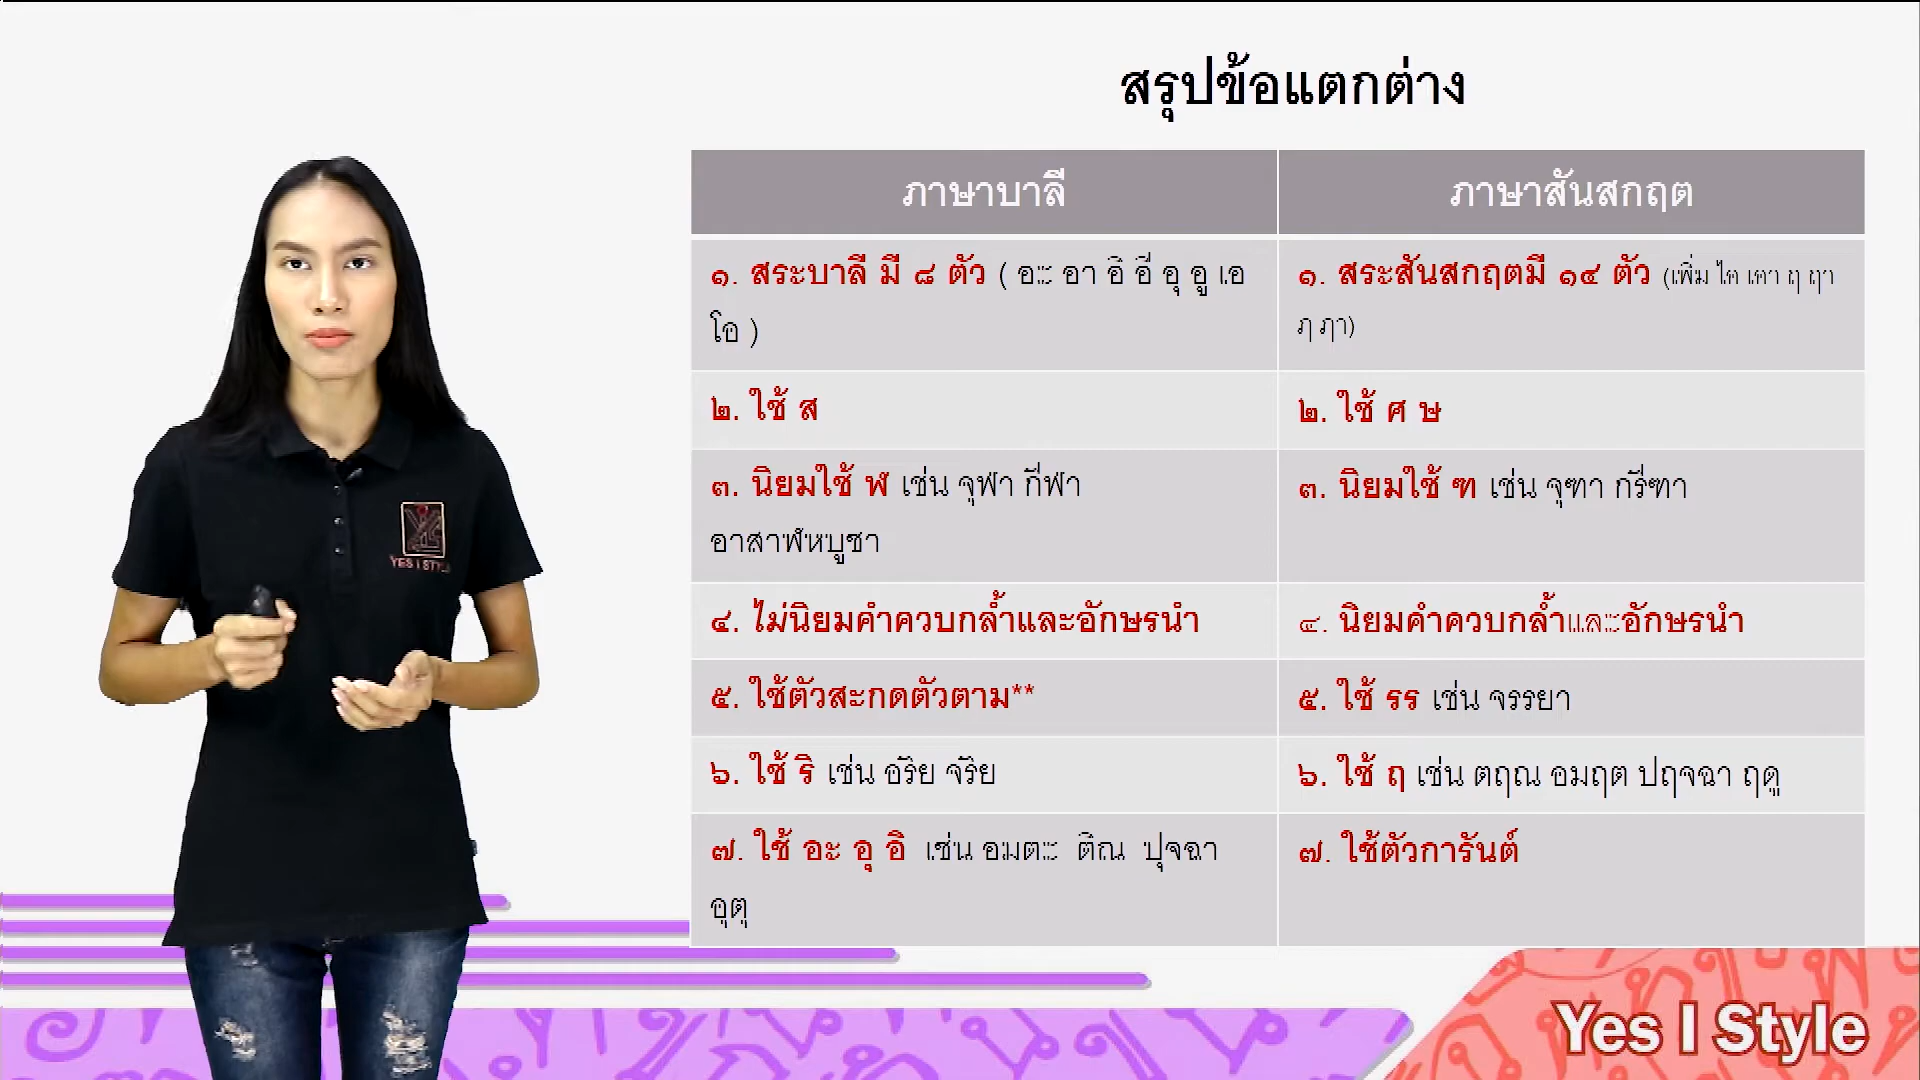 สรุปข้อแตกต่าง
ภาษาบาลี
ภาษาสันสกฤต
๑. สระบาลี มี ๘ ตัว ( อะ อา อิ อี อุ อู เอ
โอ )
๑. สระสันสกฤตมี ๑๔ ตัว (เพิ่ม ไอ เอา ฤ ฤา
ฦ ฦา)
๒. ใช้ ส
๒. ใช้ ศ ษ
๓. นิยมใช้ ฬ เช่น จุฬา กีฬา
อาสาฬหบูชา
๓. นิยมใช้ ฑ เช่น จุฑา กรีฑา
๔. ไม่นิยมคำควบกล้ำและอักษรนำ
๔. นิยมคำควบกล้ำและอักษรนำ
๕. ใช้ตัวสะกดตัวตาม**
๕. ใช้ รร เช่น จรรยา
๖. ใช้ ริ เช่น อริย จริย
๖. ใช้ ฤ เช่น ตฤณ อมฤต ปฤจฉา ฤดู
๗. ใช้ อะ อุ อิ เช่น อมตะ ติณ ปุจฉา
อุตุ
๗. ใช้ตัวการันต์
YES I STYLE
Yes I Style